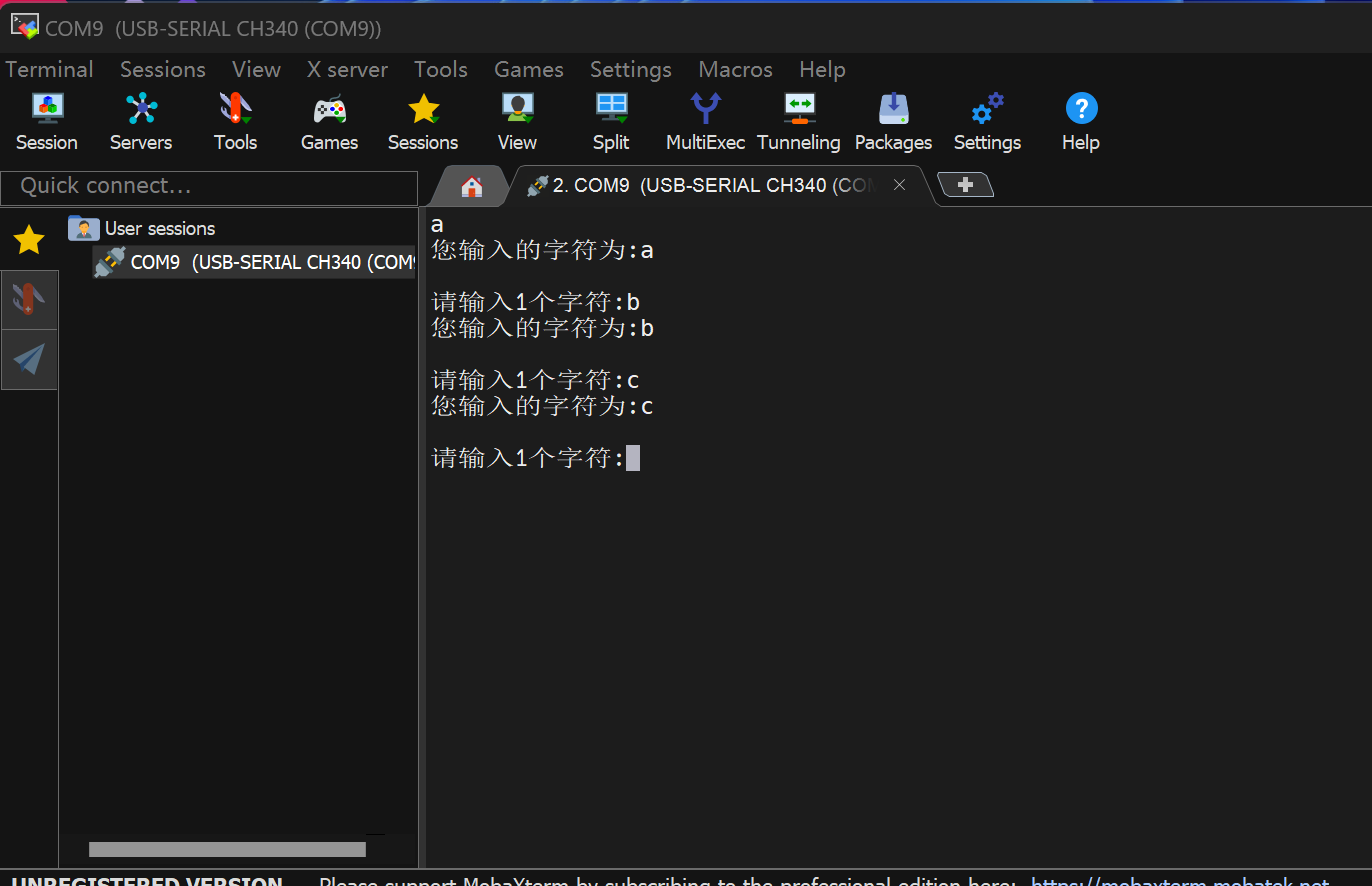 COM9 (USB-SERIAL CH340 (COM9))
Terminal Sessions View X server Tools Games Settings Macros Help
Session Servers Tools Games Sessions View Split MultiExec Tunneling Packages Settings Help
Quick connect...
2. COM9 (USB-SERIAL CH340 (COM
User sessions
COM9 (USB-SERIAL CH340 (COM9
a
您输入的字符为:a
请输入1个字符:b
您输入的字符为:b
请输入1个字符:c
您输入的字符为:c
请输入1个字符:
UNREGISTERED VERSION Please support MobaXterm by subscribing to the professional edition here: https://mobaxterm.mobatek.net